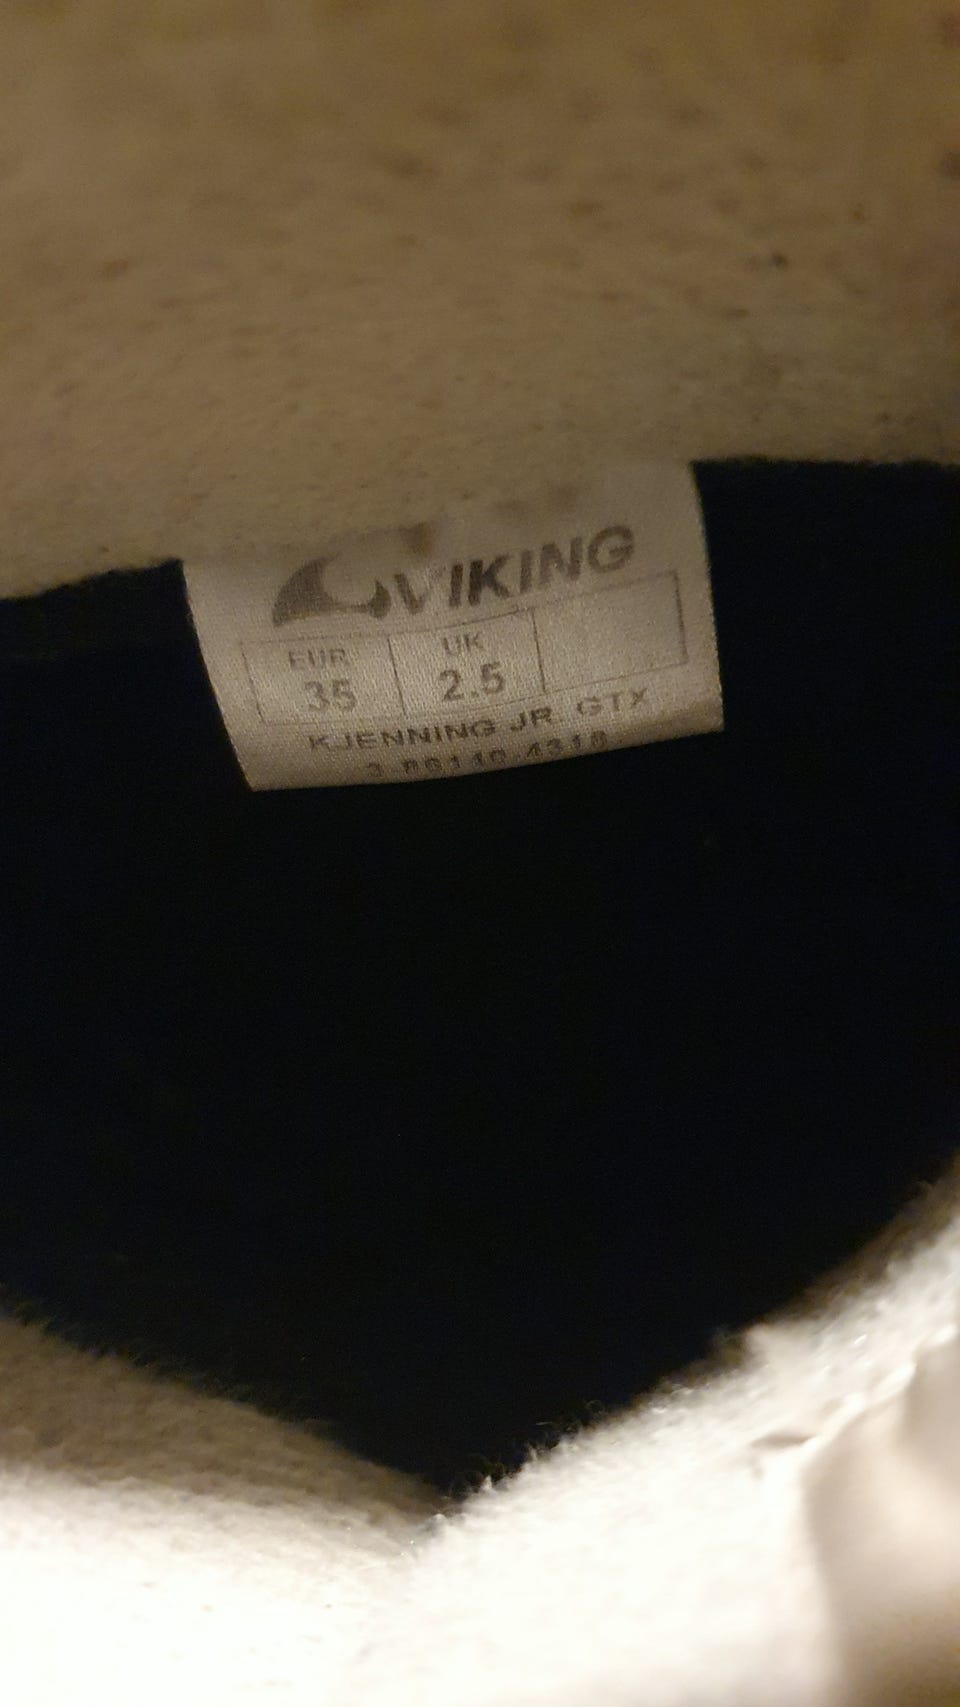 VIKING
EUR UK
35 2.5
KJENNING JR. GTX